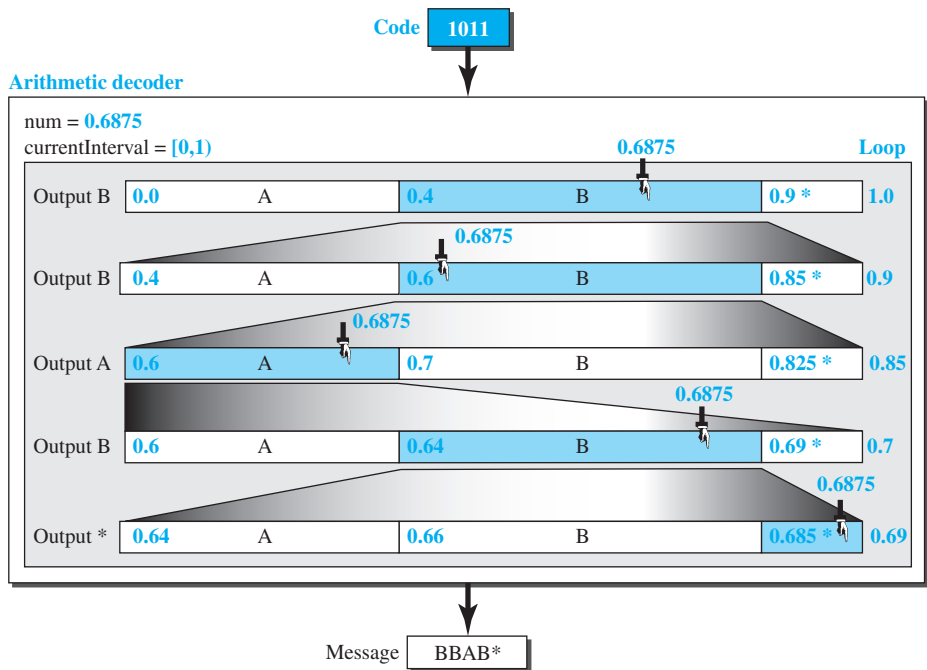 Code 1011
Arithmetic decoder
num = 0.6875
currentInterval = [0,1)
0.6875 Loop
Output B 0.0 A 0.4 B 0.9 * 1.0
0.6875
Output B 0.4 A 0.6 B 0.85 * 0.9
0.6875
Output A 0.6 A 0.7 B 0.825 * 0.85
0.6875
Output B 0.6 A 0.64 B 0.69 * 0.7
0.6875
Output * 0.64 A 0.66 B 0.685 * 0.69
Message BBAB*